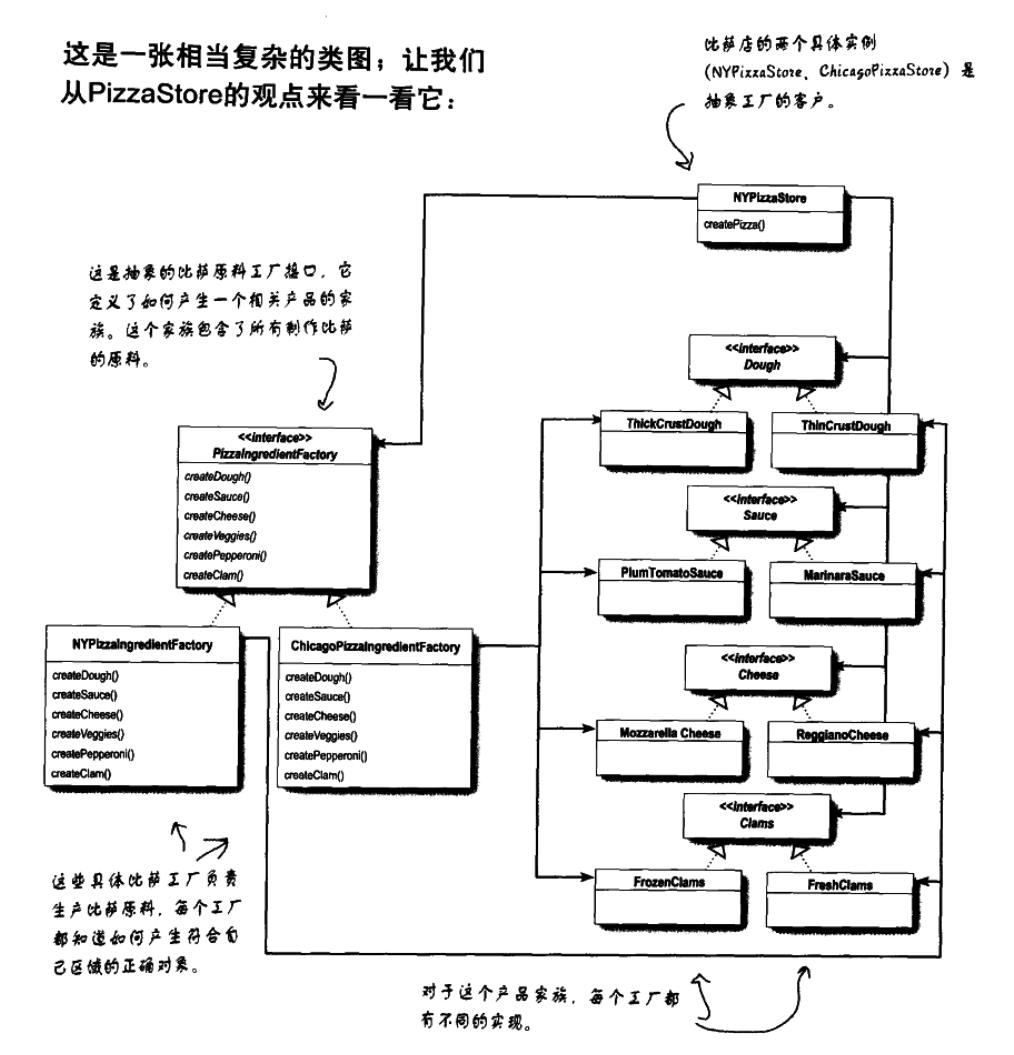 这是一张相当复杂的类图；让我们
从PizzaStore的观点来看一看它：
比萨店的两个具体实例
(NYPizzaStore、ChicagoPizzaStore) 是
抽象工厂的客户。
NYPizzaStore
createPizza()
这是抽象的比萨原料工厂接口，它
定义了如何产生一个相关产品的家
族。这个家族包含了所有制作比萨
的原料。
<<interface>>
PizzaIngredientFactory
createDough()
createSauce()
createCheese()
createVeggies()
createPepperoni()
createClam()
NYPizzaIngredientFactory
createDough()
createSauce()
createCheese()
createVeggies()
createPepperoni()
createClam()
ChicagoPizzaIngredientFactory
createDough()
createSauce()
createCheese()
createVeggies()
createPepperoni()
createClam()
<<interface>>
Dough
ThickCrustDough
ThinCrustDough
<<interface>>
Sauce
PlumTomatoSauce
MarinaraSauce
<<interface>>
Cheese
Mozzarella Cheese
ReggianoCheese
<<interface>>
Clams
FrozenClams
FreshClams
这些具体比萨工厂负责
生产比萨原料，每个工厂
都知道如何产生符合自
己区域的正确对象。
对于这个产品家族，每个工厂都
有不同的实现。